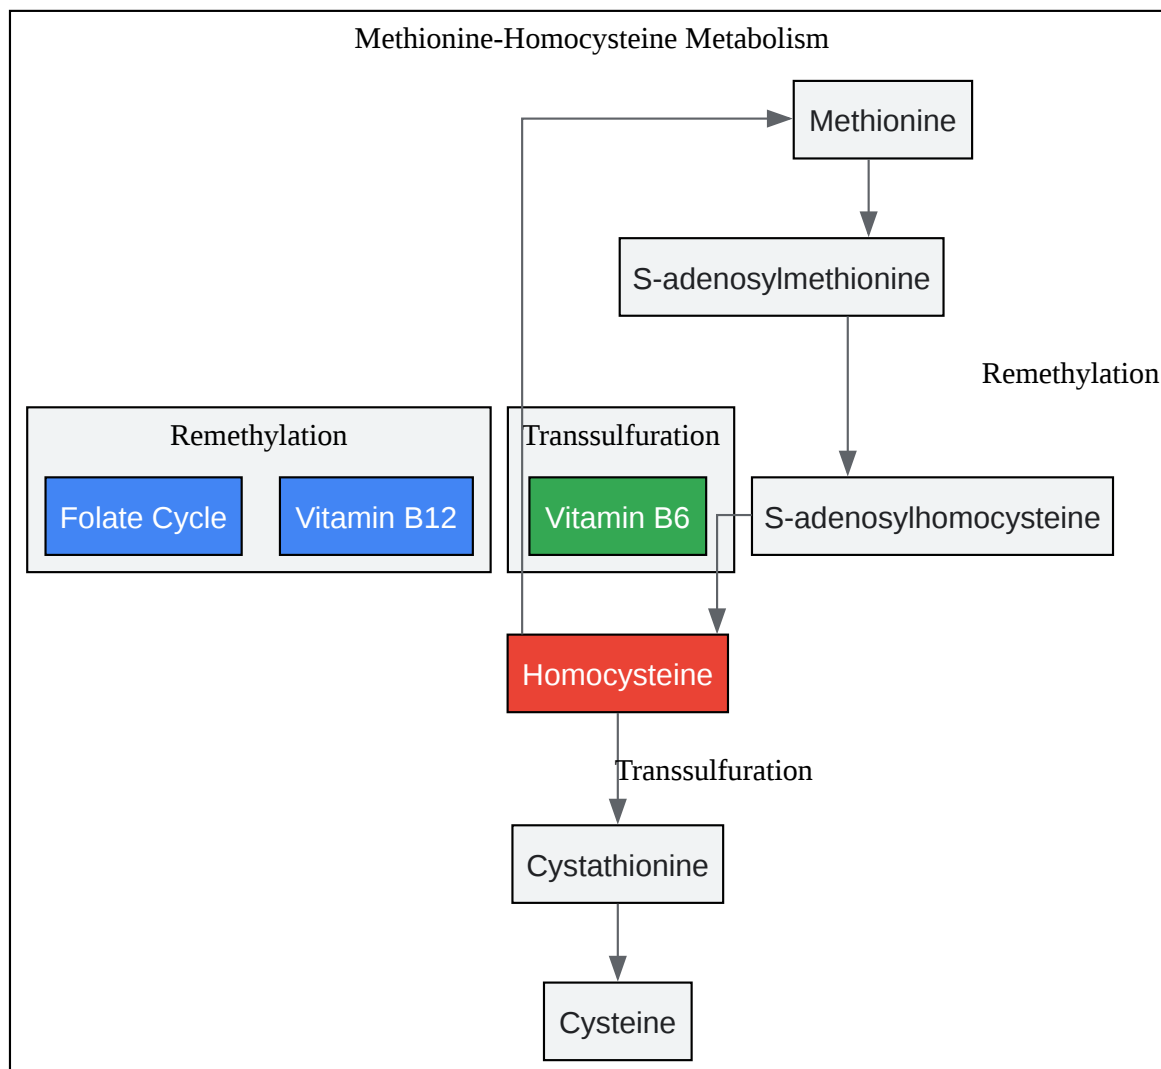 Methionine-Homocysteine Metabolism
Methionine
S-adenosylmethionine
Remethylation
Remethylation
Transsulfuration
Folate Cycle
Vitamin B12
Vitamin B6
S-adenosylhomocysteine
Homocysteine
Transsulfuration
Cystathionine
Cysteine